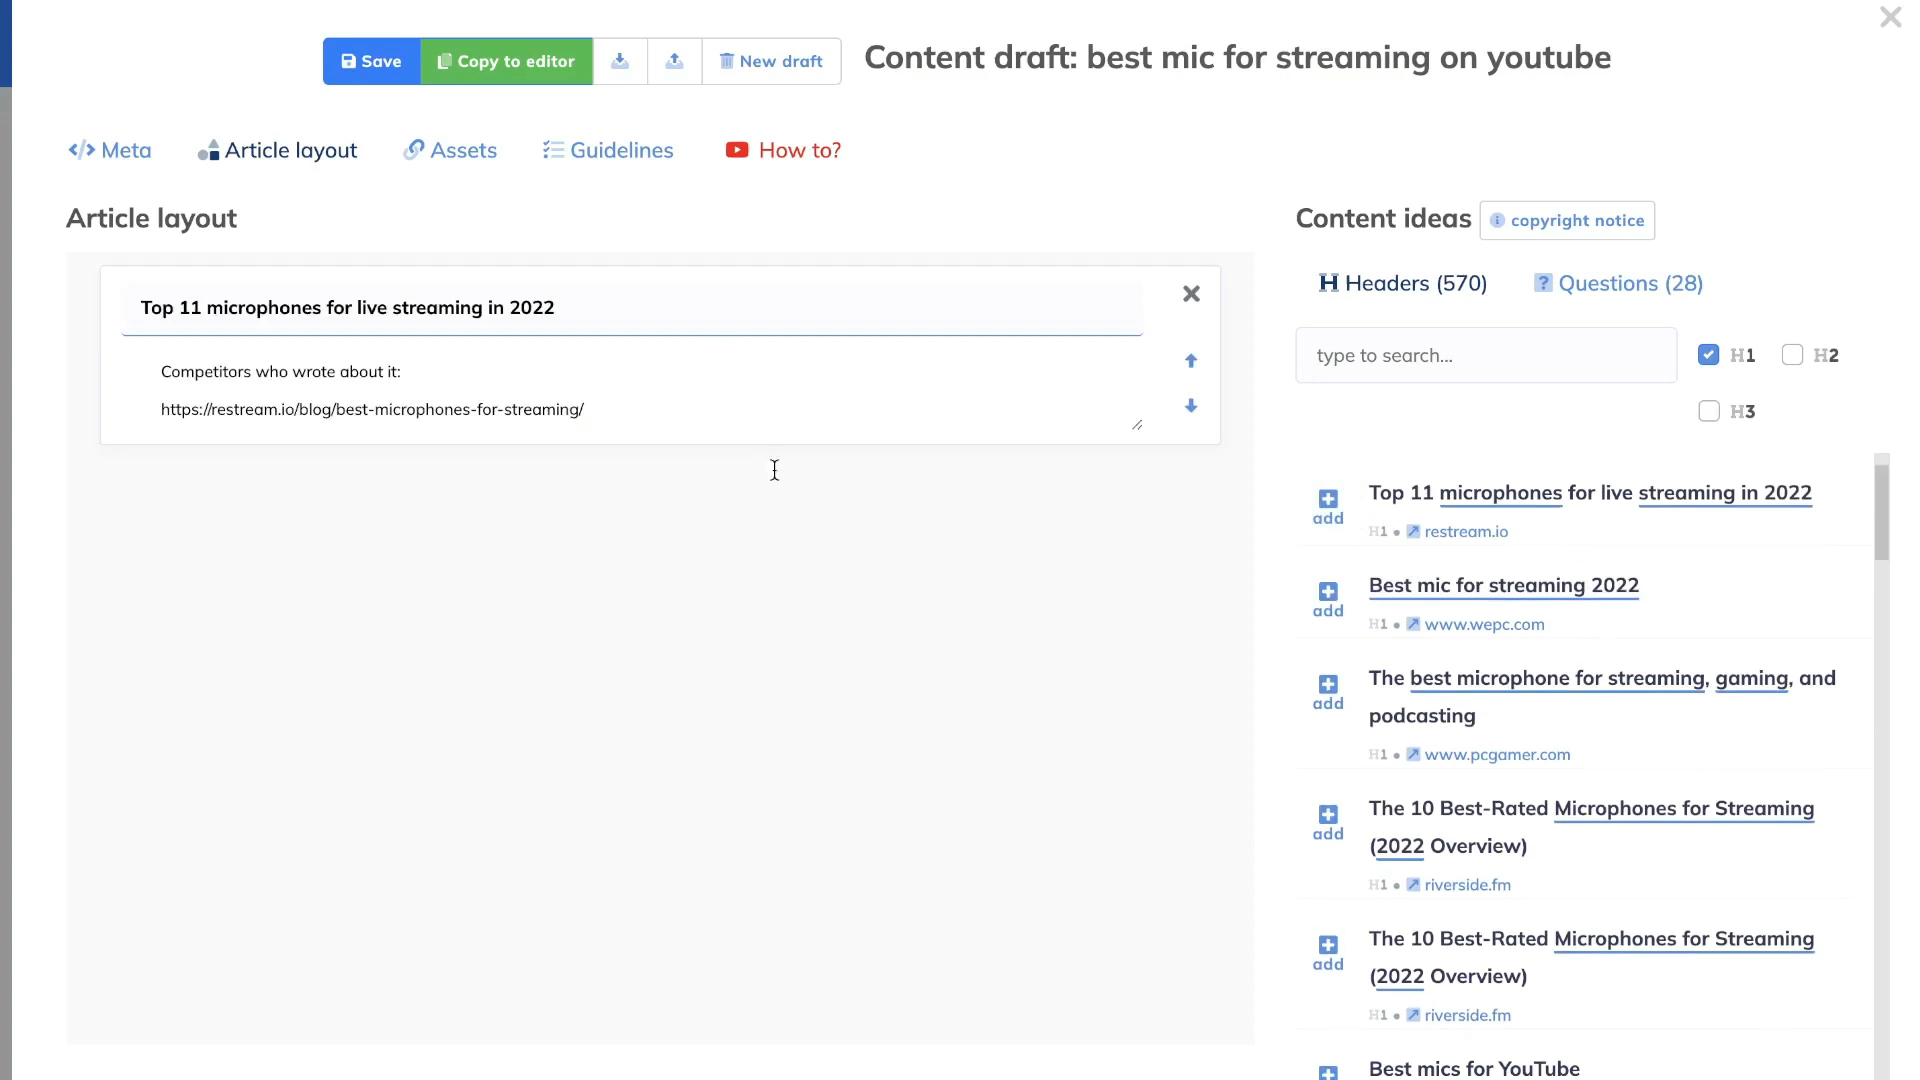 Save
Copy to editor
New draft
Content draft: best mic for streaming on youtube
Meta
Article layout
Assets
Guidelines
How to?
Article layout
Top 11 microphones for live streaming in 2022
Competitors who wrote about it:
https://restream.io/blog/best-microphones-for-streaming/
Content ideas
copyright notice
Headers (570)
Questions (28)
type to search...
H1
H2
H3
add
Top 11 microphones for live streaming in 2022
H1 • restream.io
add
Best mic for streaming 2022
H1 • www.wepc.com
add
The best microphone for streaming, gaming, and
podcasting
H1 • www.pcgamer.com
add
The 10 Best-Rated Microphones for Streaming
(2022 Overview)
H1 • riverside.fm
add
The 10 Best-Rated Microphones for Streaming
(2022 Overview)
H1 • riverside.fm
Best mics for YouTube